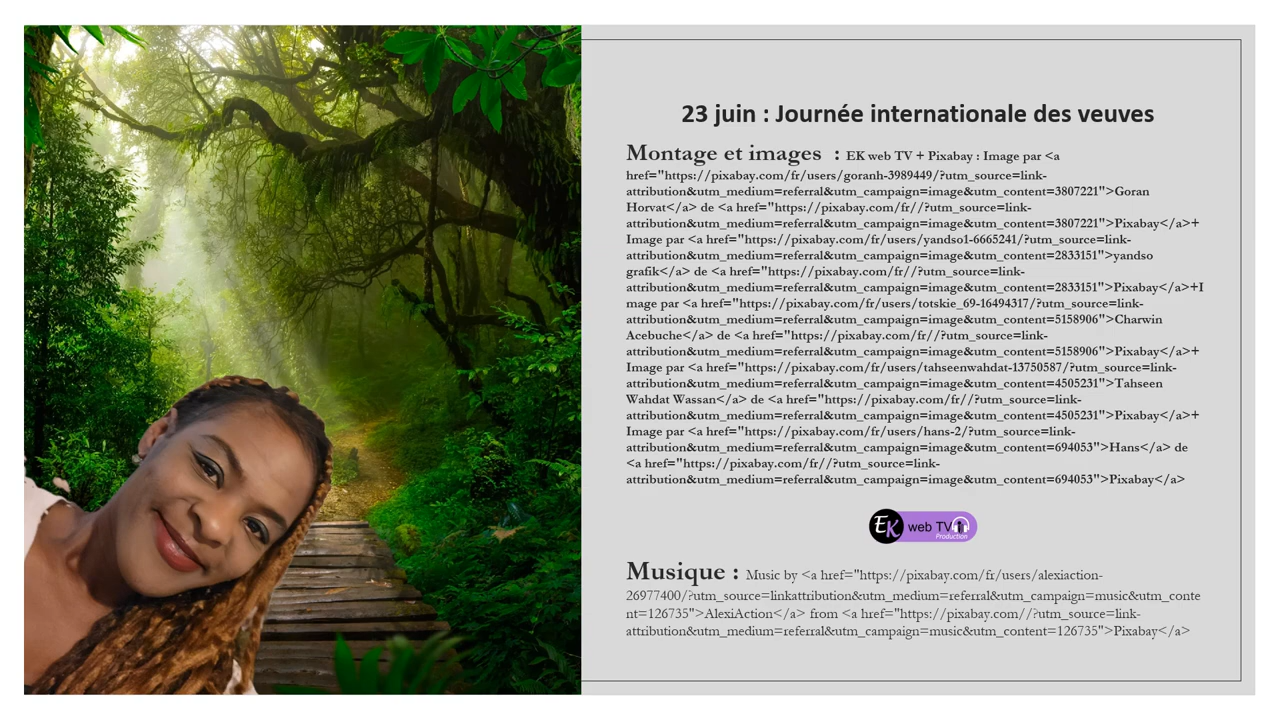 23 juin : Journée internationale des veuves
Montage et images : EK web TV + Pixabay : Image par <a
href="https://pixabay.com/fr/users/goranh-3989449/?utm_source=link-
attribution&utm_medium=referral&utm_campaign=image&utm_content=3807221">Goran
Horvat</a> de <a href="https://pixabay.com/fr//?utm_source=link-
attribution&utm_medium=referral&utm_campaign=image&utm_content=3807221">Pixabay</a>+
Image par <a href="https://pixabay.com/fr/users/yandso1-6665241/?utm_source=link-
attribution&utm_medium=referral&utm_campaign=image&utm_content=2833151">yandso
grafik</a> de <a href="https://pixabay.com/fr//?utm_source=link-
attribution&utm_medium=referral&utm_campaign=image&utm_content=2833151">Pixabay</a>+I
mage par <a href="https://pixabay.com/fr/users/totskie_69-16494317/?utm_source=link-
attribution&utm_medium=referral&utm_campaign=image&utm_content=5158906">Charwin
Acebuche</a> de <a href="https://pixabay.com/fr//?utm_source=link-
attribution&utm_medium=referral&utm_campaign=image&utm_content=5158906">Pixabay</a>+
Image par <a href="https://pixabay.com/fr/users/tahseenwahdat-13750587/?utm_source=link-
attribution&utm_medium=referral&utm_campaign=image&utm_content=4505231">Tahseen
Wahdat Wassan</a> de <a href="https://pixabay.com/fr//?utm_source=link-
attribution&utm_medium=referral&utm_campaign=image&utm_content=4505231">Pixabay</a>+
Image par <a href="https://pixabay.com/fr/users/hans-2/?utm_source=link-
attribution&utm_medium=referral&utm_campaign=image&utm_content=694053">Hans</a> de
<a href="https://pixabay.com/fr//?utm_source=link-
attribution&utm_medium=referral&utm_campaign=image&utm_content=694053">Pixabay</a>
EK web TV
Production
Musique : Music by <a href="https://pixabay.com/fr/users/alexiaction-
26977400/?utm_source=linkattribution&utm_medium=referral&utm_campaign=music&utm_conte
nt=126735">AlexiAction</a> from <a href="https://pixabay.com//?utm_source=link-
attribution&utm_medium=referral&utm_campaign=music&utm_content=126735">Pixabay</a>